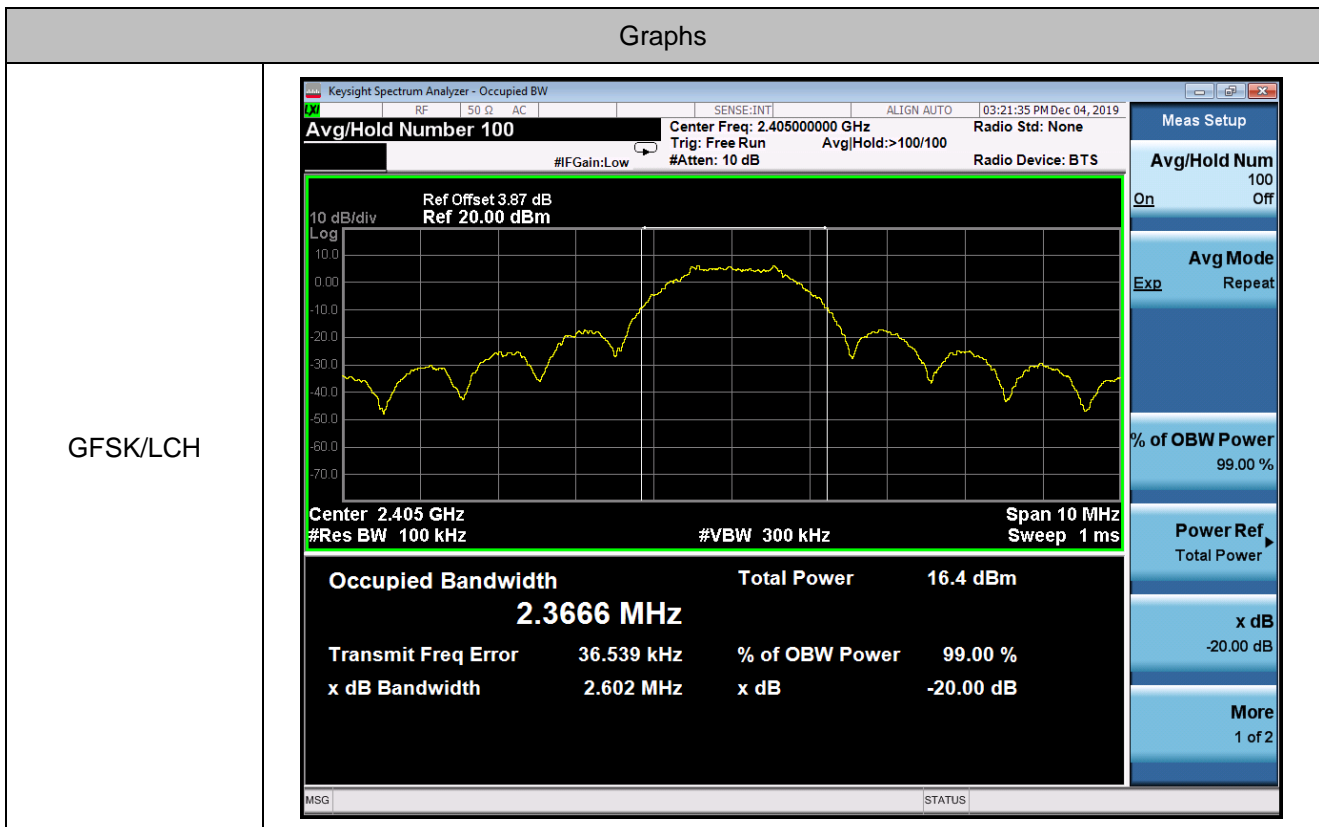 Graphs
GFSK/LCH
Keysight Spectrum Analyzer - Occupied BW
LXI RF 50 Ω AC SENSE:INT ALIGN AUTO 03:21:35 PM Dec 04, 2019
Avg/Hold Number 100
Center Freq: 2.405000000 GHz
Radio Std: None
Trig: Free Run Avg|Hold:>100/100
#IFGain:Low #Atten: 10 dB Radio Device: BTS
Ref Offset 3.87 dB
10 dB/div Ref 20.00 dBm
Log
10.0
0.00
-10.0
-20.0
-30.0
-40.0
-50.0
-60.0
-70.0
Center 2.405 GHz Span 10 MHz
#Res BW 100 kHz #VBW 300 kHz Sweep 1 ms
Occupied Bandwidth Total Power 16.4 dBm
2.3666 MHz
Transmit Freq Error 36.539 kHz % of OBW Power 99.00 %
x dB Bandwidth 2.602 MHz x dB -20.00 dB
MSG STATUS
Meas Setup
Avg/Hold Num
100
On Off
Avg Mode
Exp Repeat
% of OBW Power
99.00 %
Power Ref
Total Power
x dB
-20.00 dB
More
1 of 2